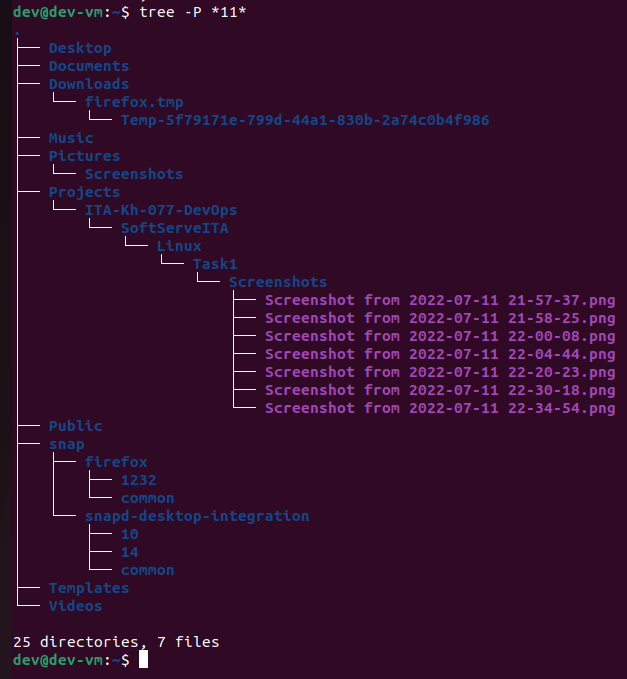 dev@dev-vm:~$ tree -P *11*
.
├── Desktop
├── Documents
├── Downloads
│   └── firefox.tmp
│       └── Temp-5f79171e-799d-44a1-830b-2a74c0b4f986
├── Music
├── Pictures
│   └── Screenshots
├── Projects
│   └── ITA-Kh-077-DevOps
│       └── SoftServeITA
│           └── Linux
│               └── Task1
│                   └── Screenshots
│                       ├── Screenshot from 2022-07-11 21-57-37.png
│                       ├── Screenshot from 2022-07-11 21-58-25.png
│                       ├── Screenshot from 2022-07-11 22-00-08.png
│                       ├── Screenshot from 2022-07-11 22-04-44.png
│                       ├── Screenshot from 2022-07-11 22-20-23.png
│                       ├── Screenshot from 2022-07-11 22-30-18.png
│                       └── Screenshot from 2022-07-11 22-34-54.png
├── Public
├── snap
│   ├── firefox
│   │   ├── 1232
│   │   └── common
│   └── snapd-desktop-integration
│       ├── 10
│       ├── 14
│       └── common
├── Templates
└── Videos

25 directories, 7 files
dev@dev-vm:~$